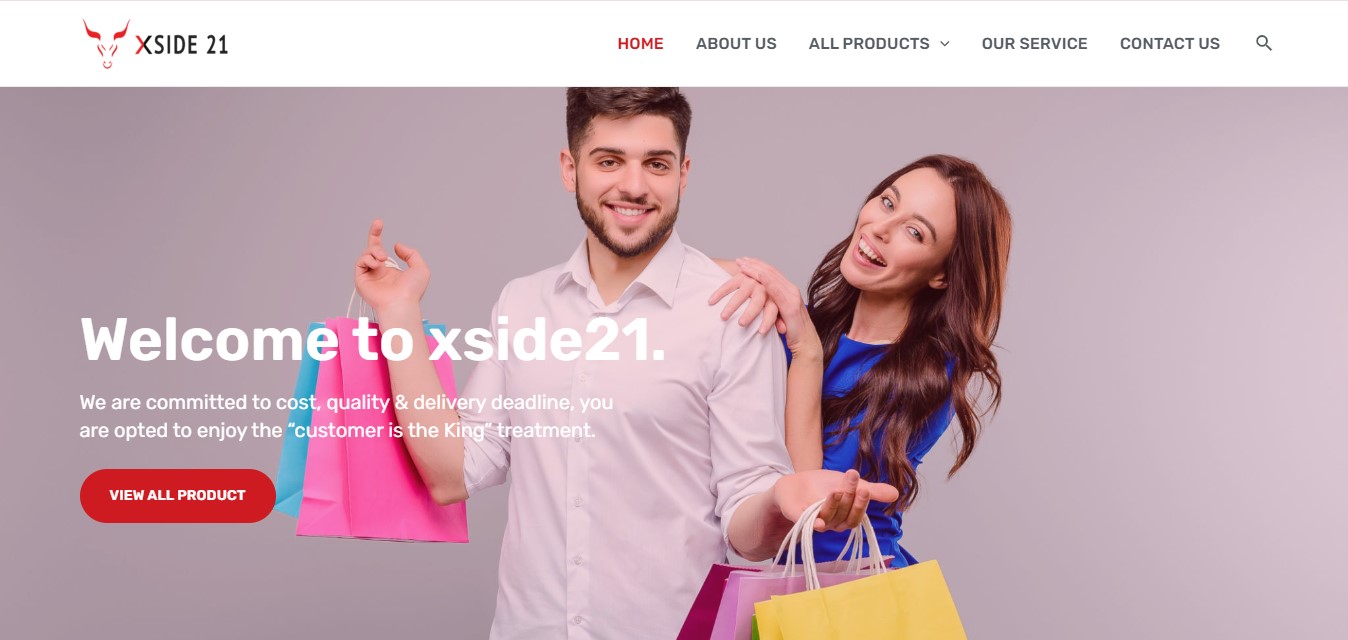 XSIDE 21
HOME ABOUT US ALL PRODUCTS OUR SERVICE CONTACT US
Welcome to xside21.
We are committed to cost, quality & delivery deadline, you
are opted to enjoy the “customer is the King” treatment.
VIEW ALL PRODUCT